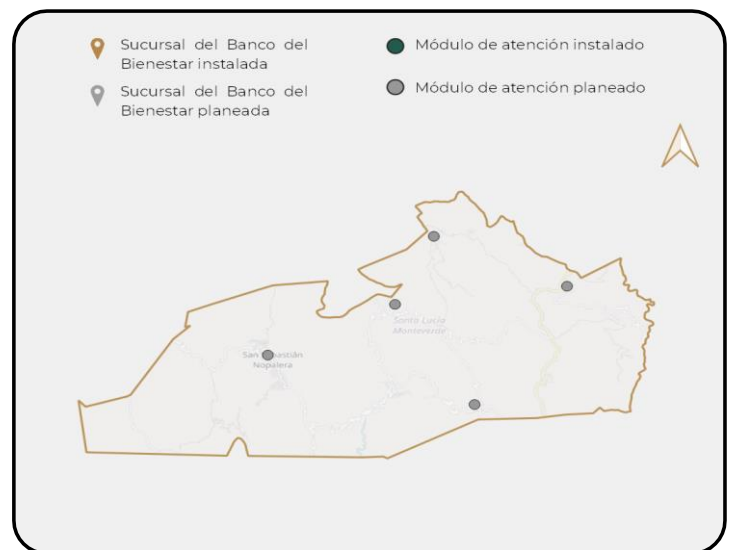 Sucursal del Banco del
Bienestar instalada
Sucursal del Banco del
Bienestar planeada
Módulo de atención instalado
Módulo de atención planeado
Santa Lucía
Monteverde
San Sebastián
Nopalera